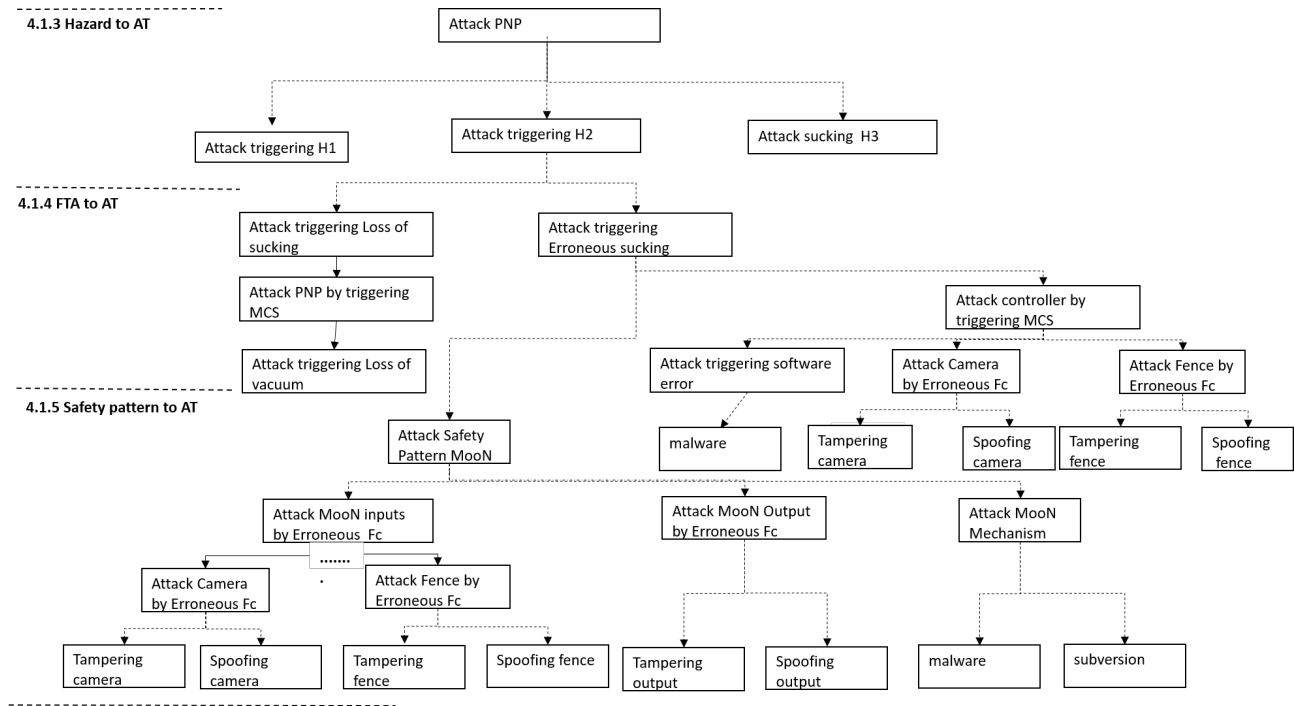 4.1.3 Hazard to AT
Attack PNP
Attack triggering H1
Attack triggering H2
Attack sucking H3
4.1.4 FTA to AT
Attack triggering Loss of
sucking
Attack triggering
Erroneous sucking
Attack PNP by triggering
MCS
Attack controller by
triggering MCS
Attack triggering Loss of
vacuum
Attack triggering software
error
Attack Camera
by Erroneous Fc
Attack Fence by
Erroneous Fc
4.1.5 Safety pattern to AT
Attack Safety
Pattern MooN
malware
Tampering
camera
Spoofing
camera
Tampering
fence
Spoofing
fence
Attack MooN inputs
by Erroneous Fc
Attack MooN Output
by Erroneous Fc
Attack MooN
Mechanism
.......
.
Attack Camera
by Erroneous Fc
Attack Fence by
Erroneous Fc
Tampering
camera
Spoofing
camera
Tampering
fence
Spoofing fence
Tampering
output
Spoofing
output
malware
subversion